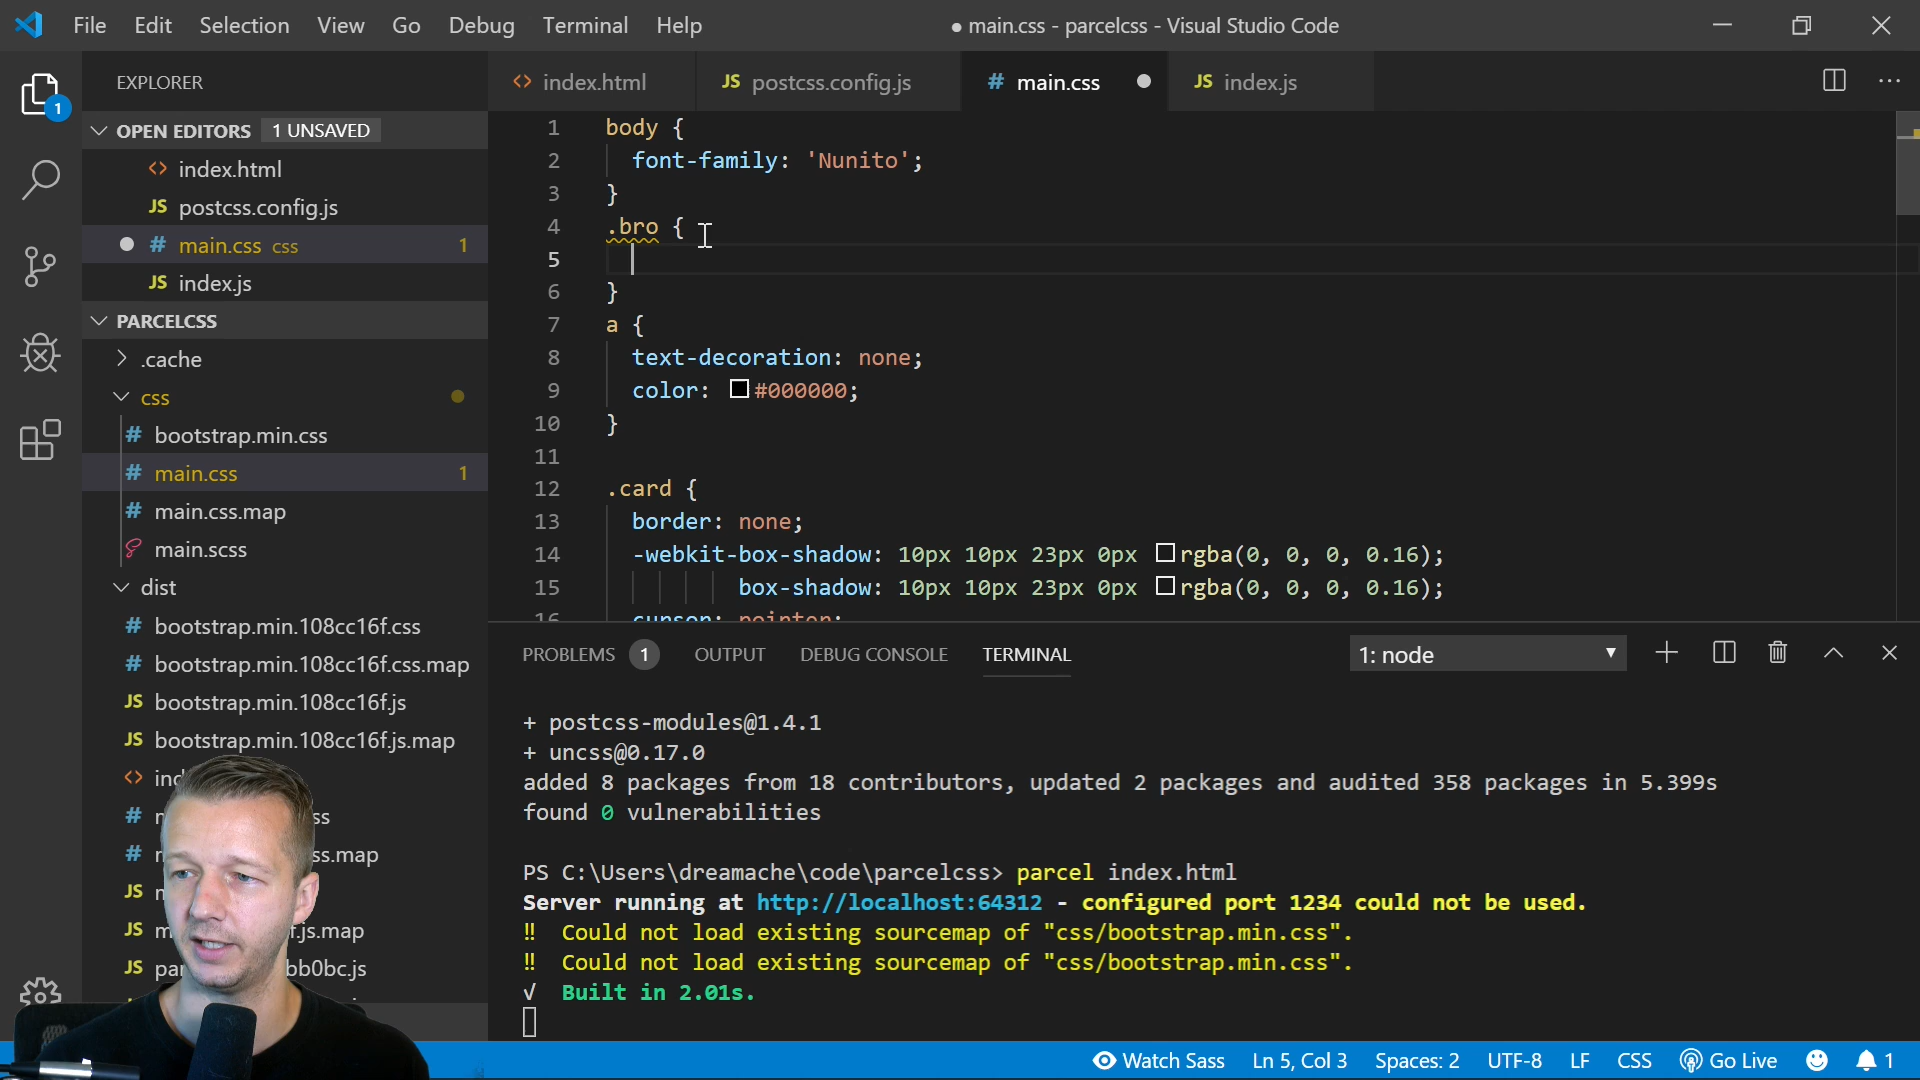 File Edit Selection View Go Debug Terminal Help
● main.css - parcelcss - Visual Studio Code
1
EXPLORER
OPEN EDITORS 1 UNSAVED
<> index.html
JS postcss.config.js
● # main.css css 1
JS index.js
PARCELCSS
> .cache
css
# bootstrap.min.css
# main.css 1
# main.css.map
main.scss
dist
# bootstrap.min.108cc16f.css
# bootstrap.min.108cc16f.css.map
JS bootstrap.min.108cc16f.js
JS bootstrap.min.108cc16f.js.map
<>
#
#
JS
JS
JS
<> index.html
JS postcss.config.js
# main.css ●
JS index.js
1 body {
2 font-family: 'Nunito';
3 }
4 .bro {
5
6 }
7 a {
8 text-decoration: none;
9 color: #000000;
10 }
11
12 .card {
13 border: none;
14 -webkit-box-shadow: 10px 10px 23px 0px rgba(0, 0, 0, 0.16);
15 box-shadow: 10px 10px 23px 0px rgba(0, 0, 0, 0.16);
16 cursor: pointer;
PROBLEMS 1 OUTPUT DEBUG CONSOLE TERMINAL
1: node
+ postcss-modules@1.4.1
+ uncss@0.17.0
added 8 packages from 18 contributors, updated 2 packages and audited 358 packages in 5.399s
found 0 vulnerabilities
PS C:\Users\dreamache\code\parcelcss> parcel index.html
Server running at http://localhost:64312 - configured port 1234 could not be used.
‼ Could not load existing sourcemap of "css/bootstrap.min.css".
‼ Could not load existing sourcemap of "css/bootstrap.min.css".
√ Built in 2.01s.
Watch Sass Ln 5, Col 3 Spaces: 2 UTF-8 LF CSS Go Live 1